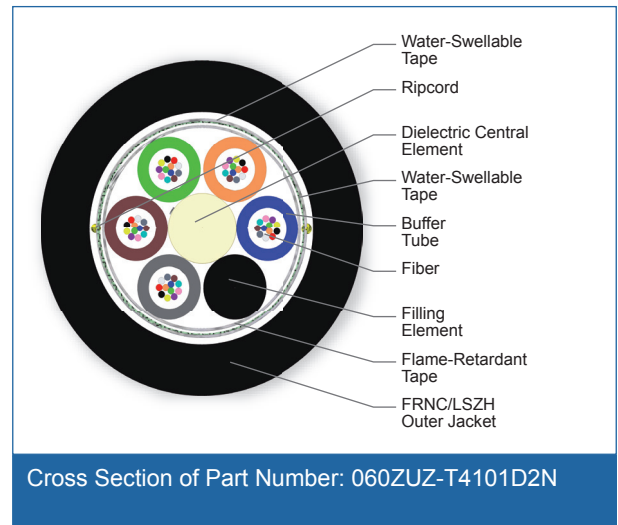 Water-Swellable
Tape
Ripcord
Dielectric Central
Element
Water-Swellable
Tape
Buffer
Tube
Fiber
Filling
Element
Flame-Retardant
Tape
FRNC/LSZH
Outer Jacket
Cross Section of Part Number: 060ZUZ-T4101D2N